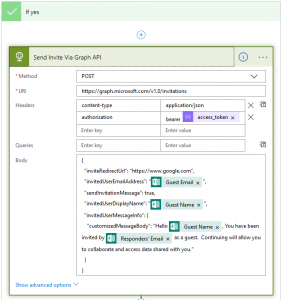 If yes
Send Invite Via Graph API
* Method POST
* URI https://graph.microsoft.com/v1.0/invitations
Headers content-type application/json
authorization bearer access_token x
Enter key Enter value
Queries Enter key Enter value
Body {
"inviteRedirectUrl": "https://www.google.com",
"invitedUserEmailAddress": " Guest Email x ",
"sendInvitationMessage": true,
"invitedUserDisplayName": " Guest Name x ",
"invitedUserMessageInfo": {
"customizedMessageBody": "Hello Guest Name x , You have been
invited by Responders' Email x as a guest. Continuing will allow you
to collaborate and access data shared with you."
}
}
Show advanced options